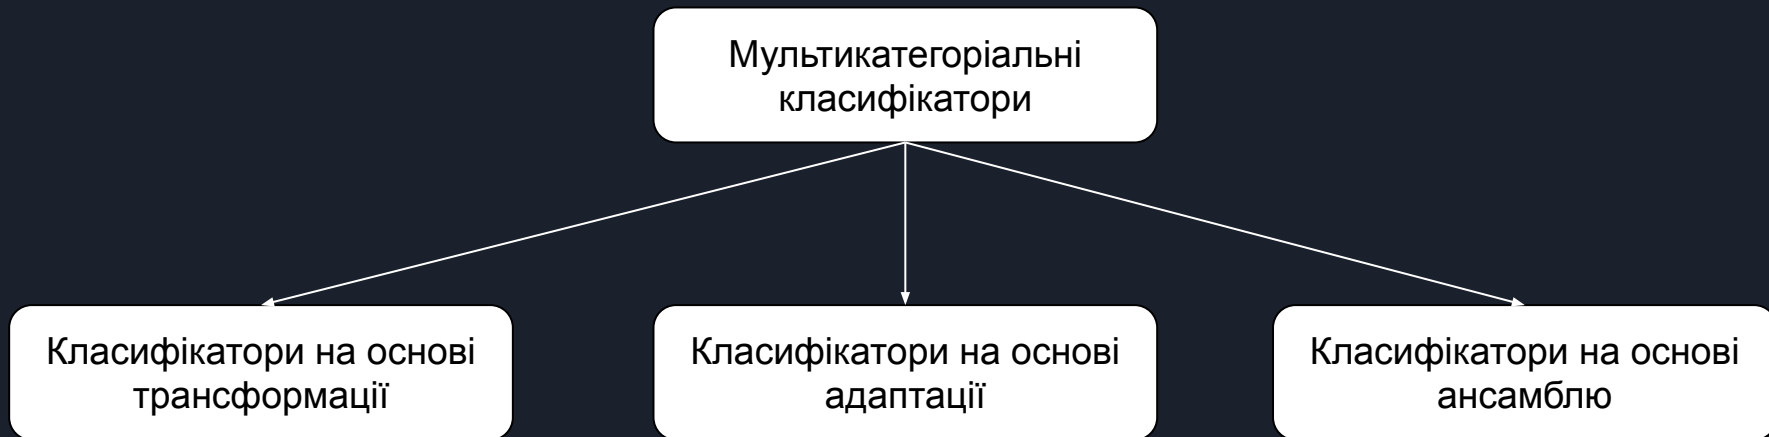 Мультикатегоріальні
класифікатори
Класифікатори на основі
трансформації
Класифікатори на основі
адаптації
Класифікатори на основі
ансамблю